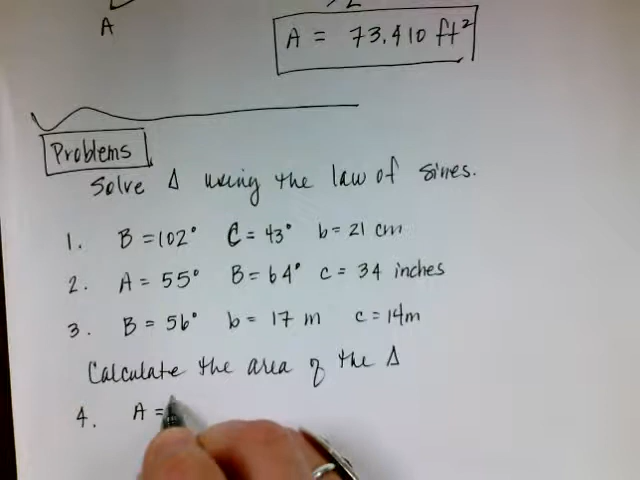 A
A = 73.410 ft²
Problems
Solve Δ using the law of sines.
1. B = 102° C = 43° b = 21 cm
2. A = 55° B = 64° c = 34 inches
3. B = 56° b = 17 m c = 14m
Calculate the area of the Δ
4. A =